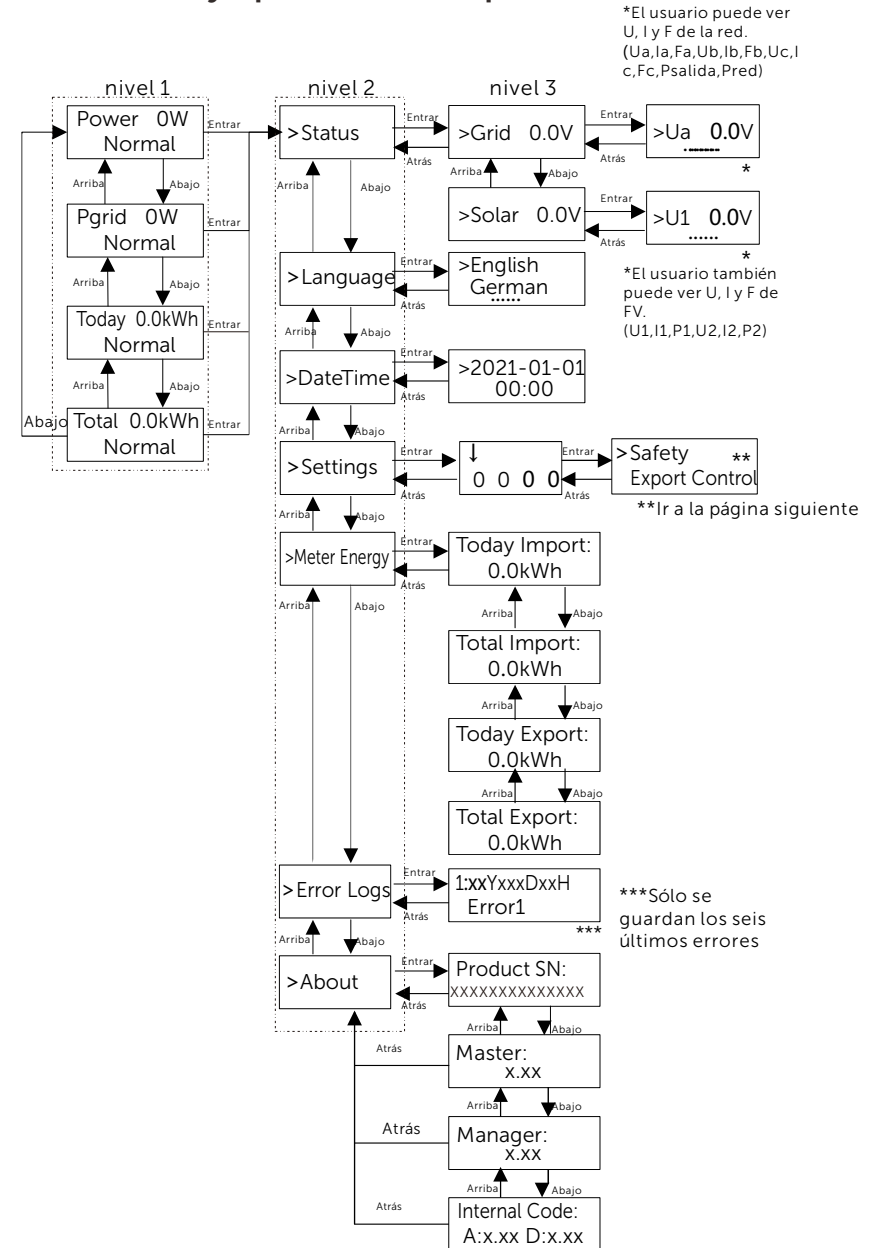 *El usuario puede ver
U, I y F de la red.
(Ua,Ia,Fa,Ub,Ib,Fb,Uc,I
c,Fc,Psalida,Pred)
nivel 1
nivel 2
nivel 3
Power 0W
Normal
Entrar
>Status
Entrar
Atrás
>Grid 0.0V
Entrar
Atrás
>Ua 0.0V
*
Arriba
Abajo
Arriba
Abajo
Arriba
Abajo
Pgrid 0W
Normal
Entrar
>Solar 0.0V
Entrar
Atrás
>U1 0.0V
......
*
Arriba
Abajo
>Language
Entrar
Atrás
>English
German
......
*El usuario también
puede ver U, I y F de
FV.
(U1,I1,P1,U2,I2,P2)
Today 0.0kWh
Normal
Entrar
Arriba
Abajo
Arriba
Abajo
>DateTime
Entrar
Atrás
>2021-01-01
00:00
Abajo
Total 0.0kWh
Normal
Entrar
Arriba
Abajo
>Settings
Entrar
Atrás
↓
0 0 0 0
Entrar
Atrás
>Safety **
Export Control
**Ir a la página siguiente
Arriba
Abajo
>Meter Energy
Entrar
Atrás
Today Import:
0.0kWh
Arriba
Abajo
Arriba
Abajo
Total Import:
0.0kWh
Arriba
Abajo
Today Export:
0.0kWh
Arriba
Abajo
Total Export:
0.0kWh
>Error Logs
Entrar
Atrás
1:xxYxxxDxxH
Error1
***
***Sólo se
guardan los seis
últimos errores
Arriba
Abajo
>About
Entrar
Atrás
Product SN:
XXXXXXXXXXXXXX
Arriba
Abajo
Atrás
Master:
x.xx
Arriba
Abajo
Atrás
Manager:
x.xx
Arriba
Abajo
Atrás
Internal Code:
A:x.xx D:x.xx